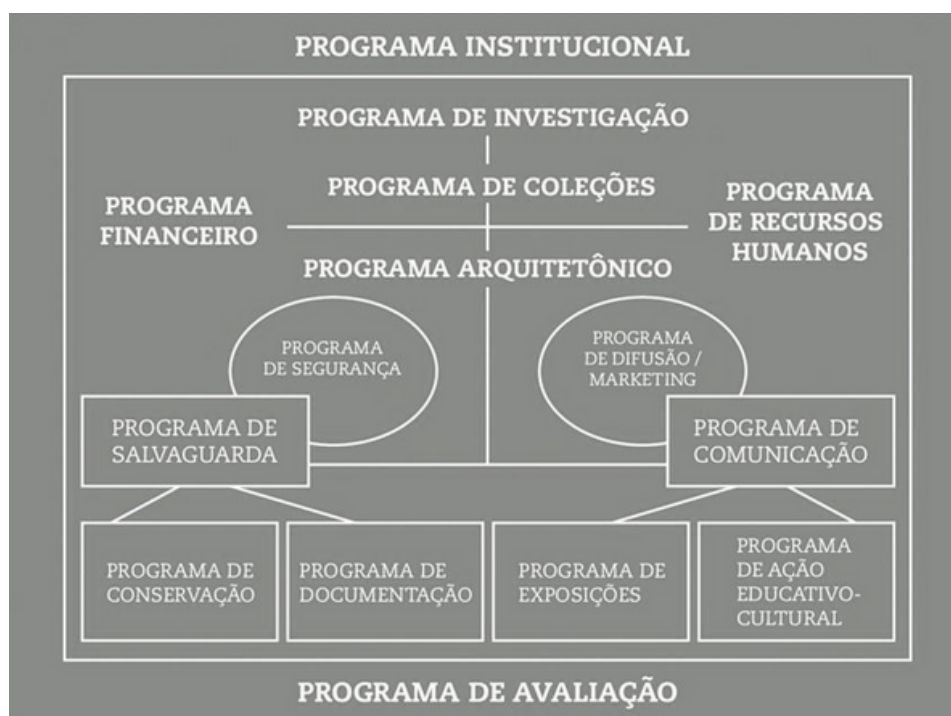 PROGRAMA INSTITUCIONAL
PROGRAMA DE INVESTIGAÇÃO
PROGRAMA DE COLEÇÕES
PROGRAMA
FINANCEIRO
PROGRAMA
DE RECURSOS
HUMANOS
PROGRAMA ARQUITETÔNICO
PROGRAMA
DE SEGURANÇA
PROGRAMA
DE DIFUSÃO /
MARKETING
PROGRAMA DE
SALVAGUARDA
PROGRAMA DE
COMUNICAÇÃO
PROGRAMA DE
CONSERVAÇÃO
PROGRAMA DE
DOCUMENTAÇÃO
PROGRAMA DE
EXPOSIÇÕES
PROGRAMA
DE AÇÃO
EDUCATIVO-
CULTURAL
PROGRAMA DE AVALIAÇÃO